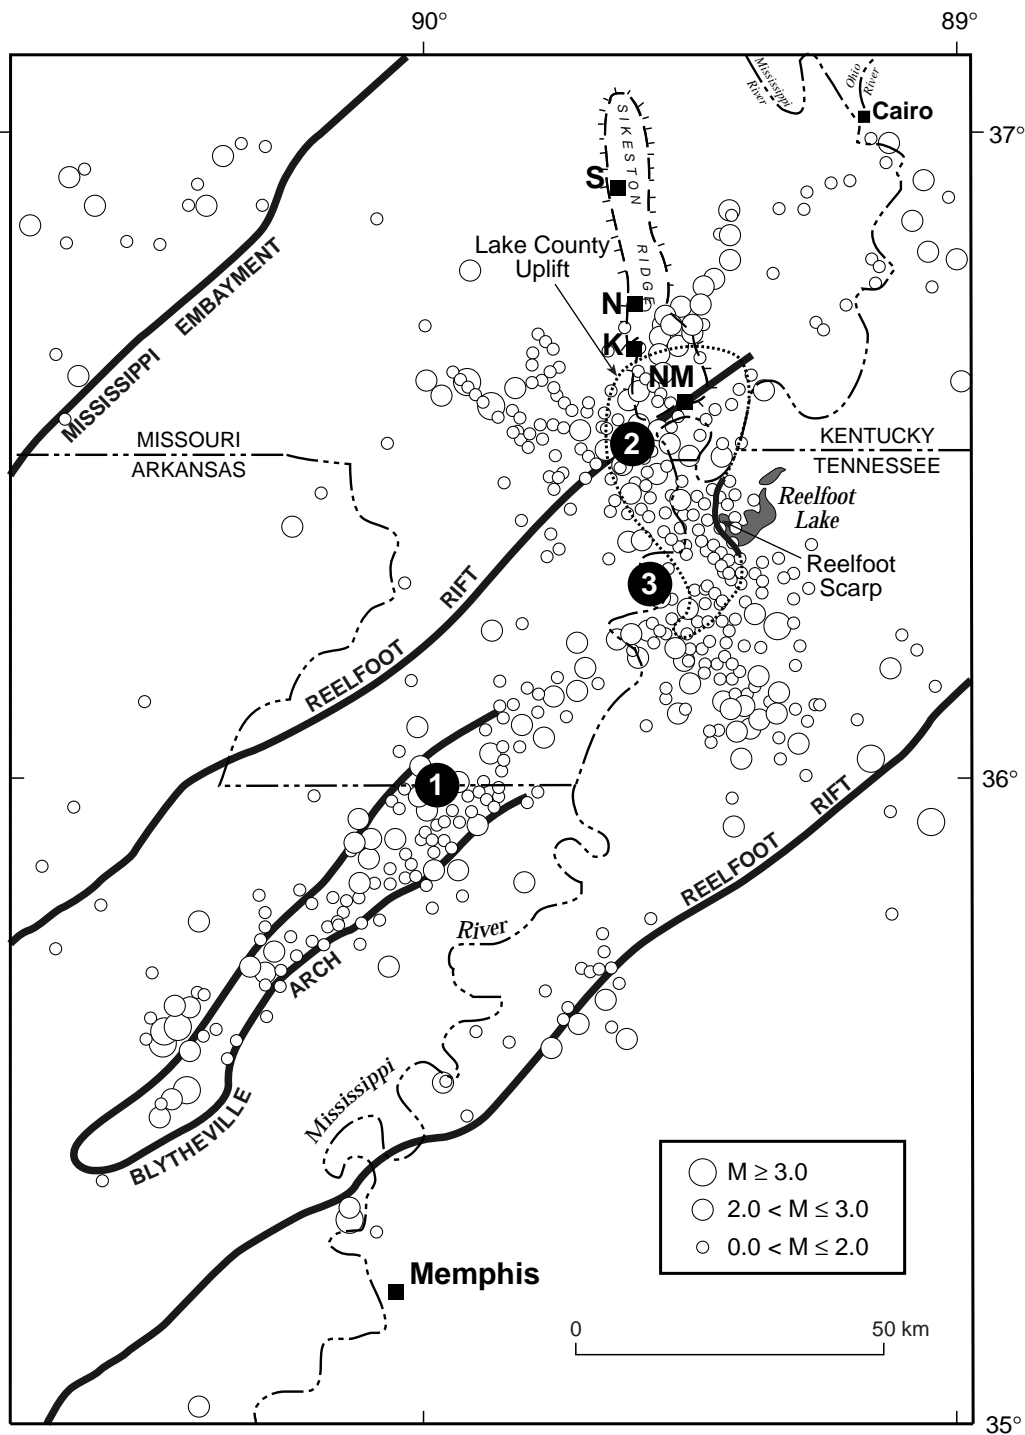 90°
89°
Mississippi
River
Ohio
River
Cairo
37°
SIKESTON
RIDGE
S
Lake County
Uplift
N
K
NM
MISSISSIPPI
EMBAYMENT
MISSOURI
ARKANSAS
2
KENTUCKY
TENNESSEE
Reelfoot
Lake
Reelfoot
Scarp
3
REELFOOT
RIFT
1
36°
REELFOOT
RIFT
River
Mississippi
BLYTHEVILLE
ARCH
M ≥ 3.0
2.0 < M ≤ 3.0
0.0 < M ≤ 2.0
Memphis
0
50 km
35°